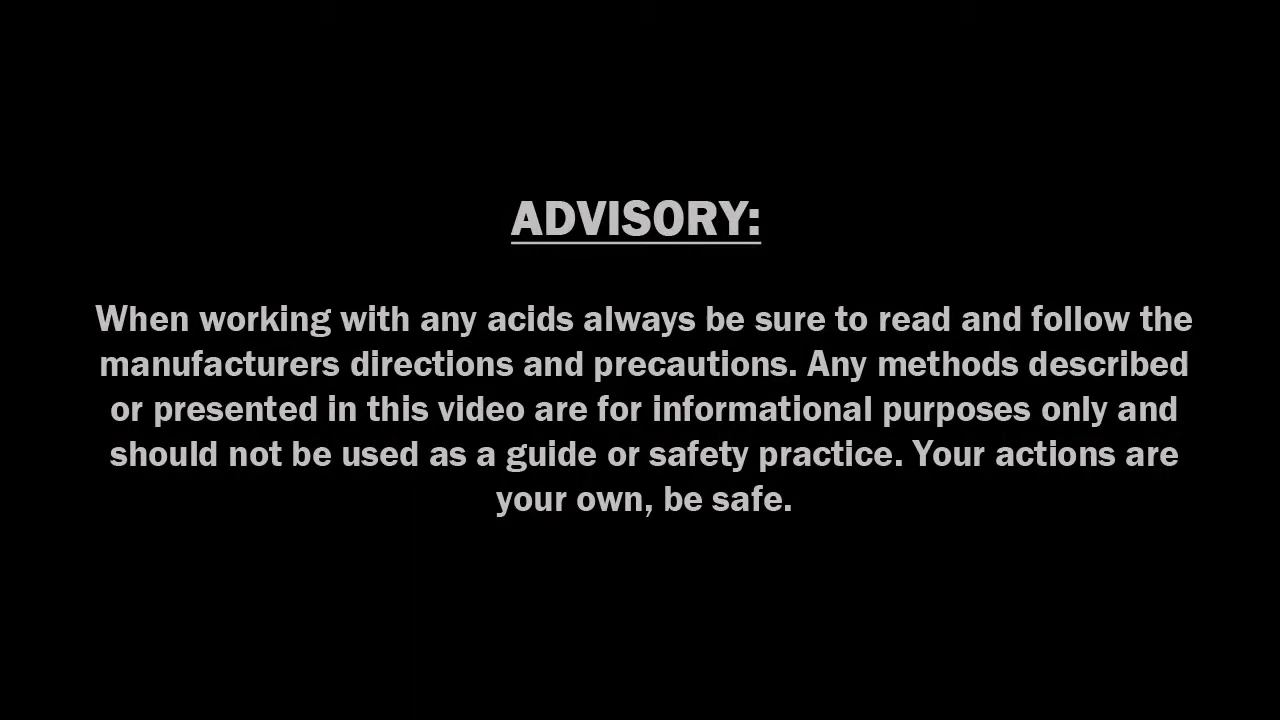 ADVISORY:
When working with any acids always be sure to read and follow the
manufacturers directions and precautions. Any methods described
or presented in this video are for informational purposes only and
should not be used as a guide or safety practice. Your actions are
your own, be safe.